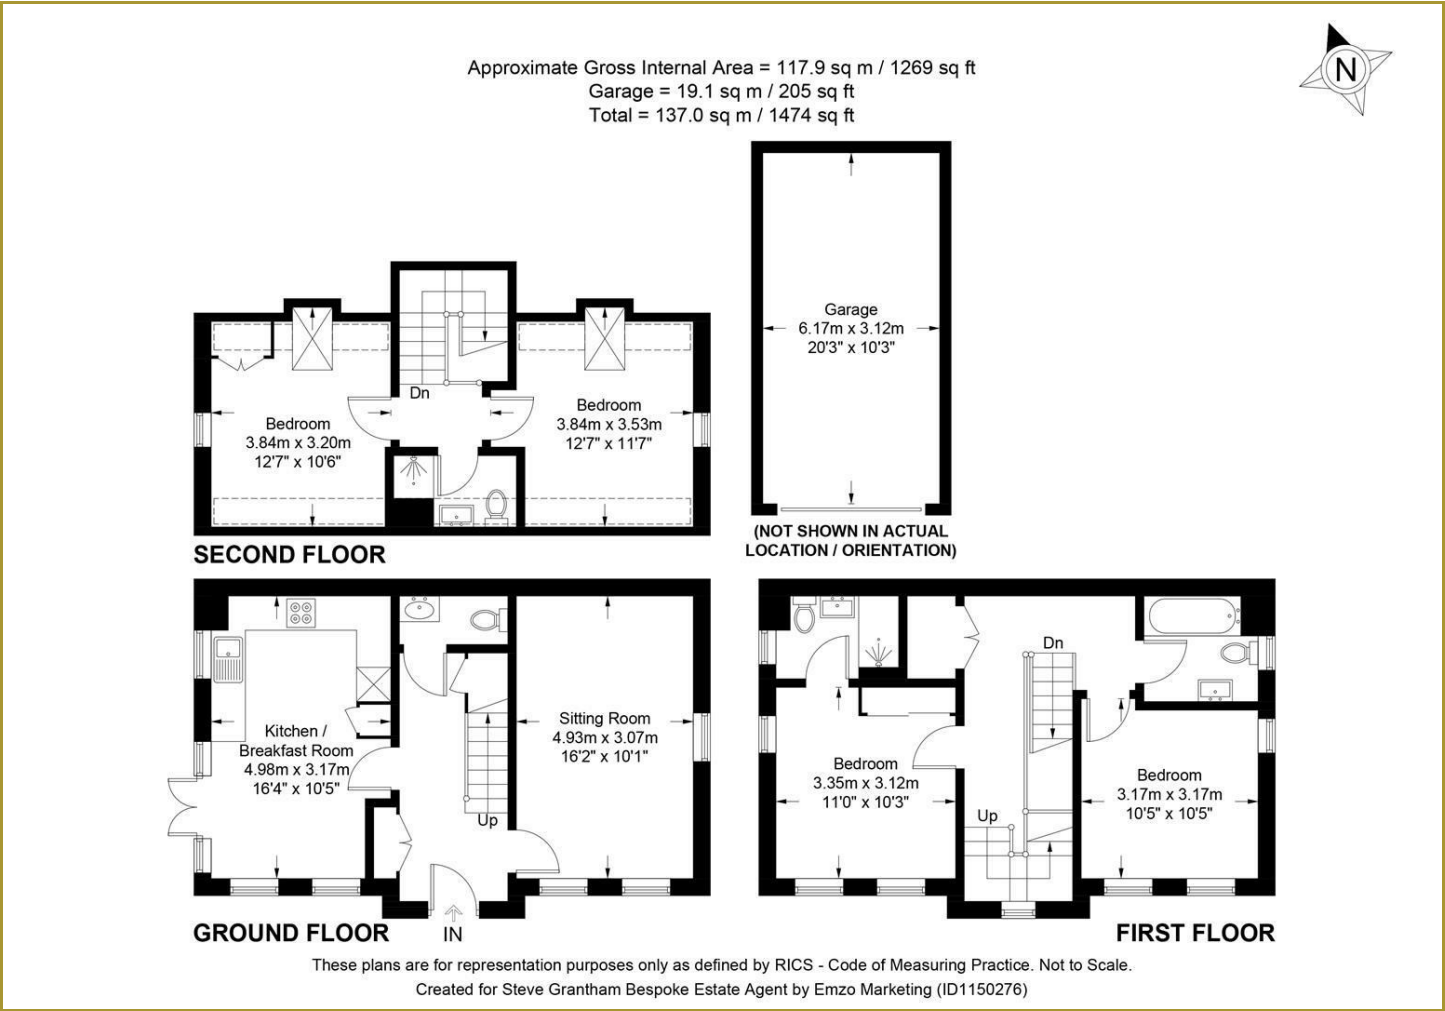 Approximate Gross Internal Area = 117.9 sq m / 1269 sq ft
Garage = 19.1 sq m / 205 sq ft
Total = 137.0 sq m / 1474 sq ft
N
Garage
6.17m x 3.12m
20'3" x 10'3"
(NOT SHOWN IN ACTUAL
LOCATION / ORIENTATION)
Dn
Bedroom
3.84m x 3.20m
12'7" x 10'6"
Bedroom
3.84m x 3.53m
12'7" x 11'7"
SECOND FLOOR
Kitchen /
Breakfast Room
4.98m x 3.17m
16'4" x 10'5"
Sitting Room
4.93m x 3.07m
16'2" x 10'1"
Up
GROUND FLOOR
IN
Dn
Bedroom
3.35m x 3.12m
11'0" x 10'3"
Up
Bedroom
3.17m x 3.17m
10'5" x 10'5"
FIRST FLOOR
These plans are for representation purposes only as defined by RICS - Code of Measuring Practice. Not to Scale.
Created for Steve Grantham Bespoke Estate Agent by Emzo Marketing (ID1150276)